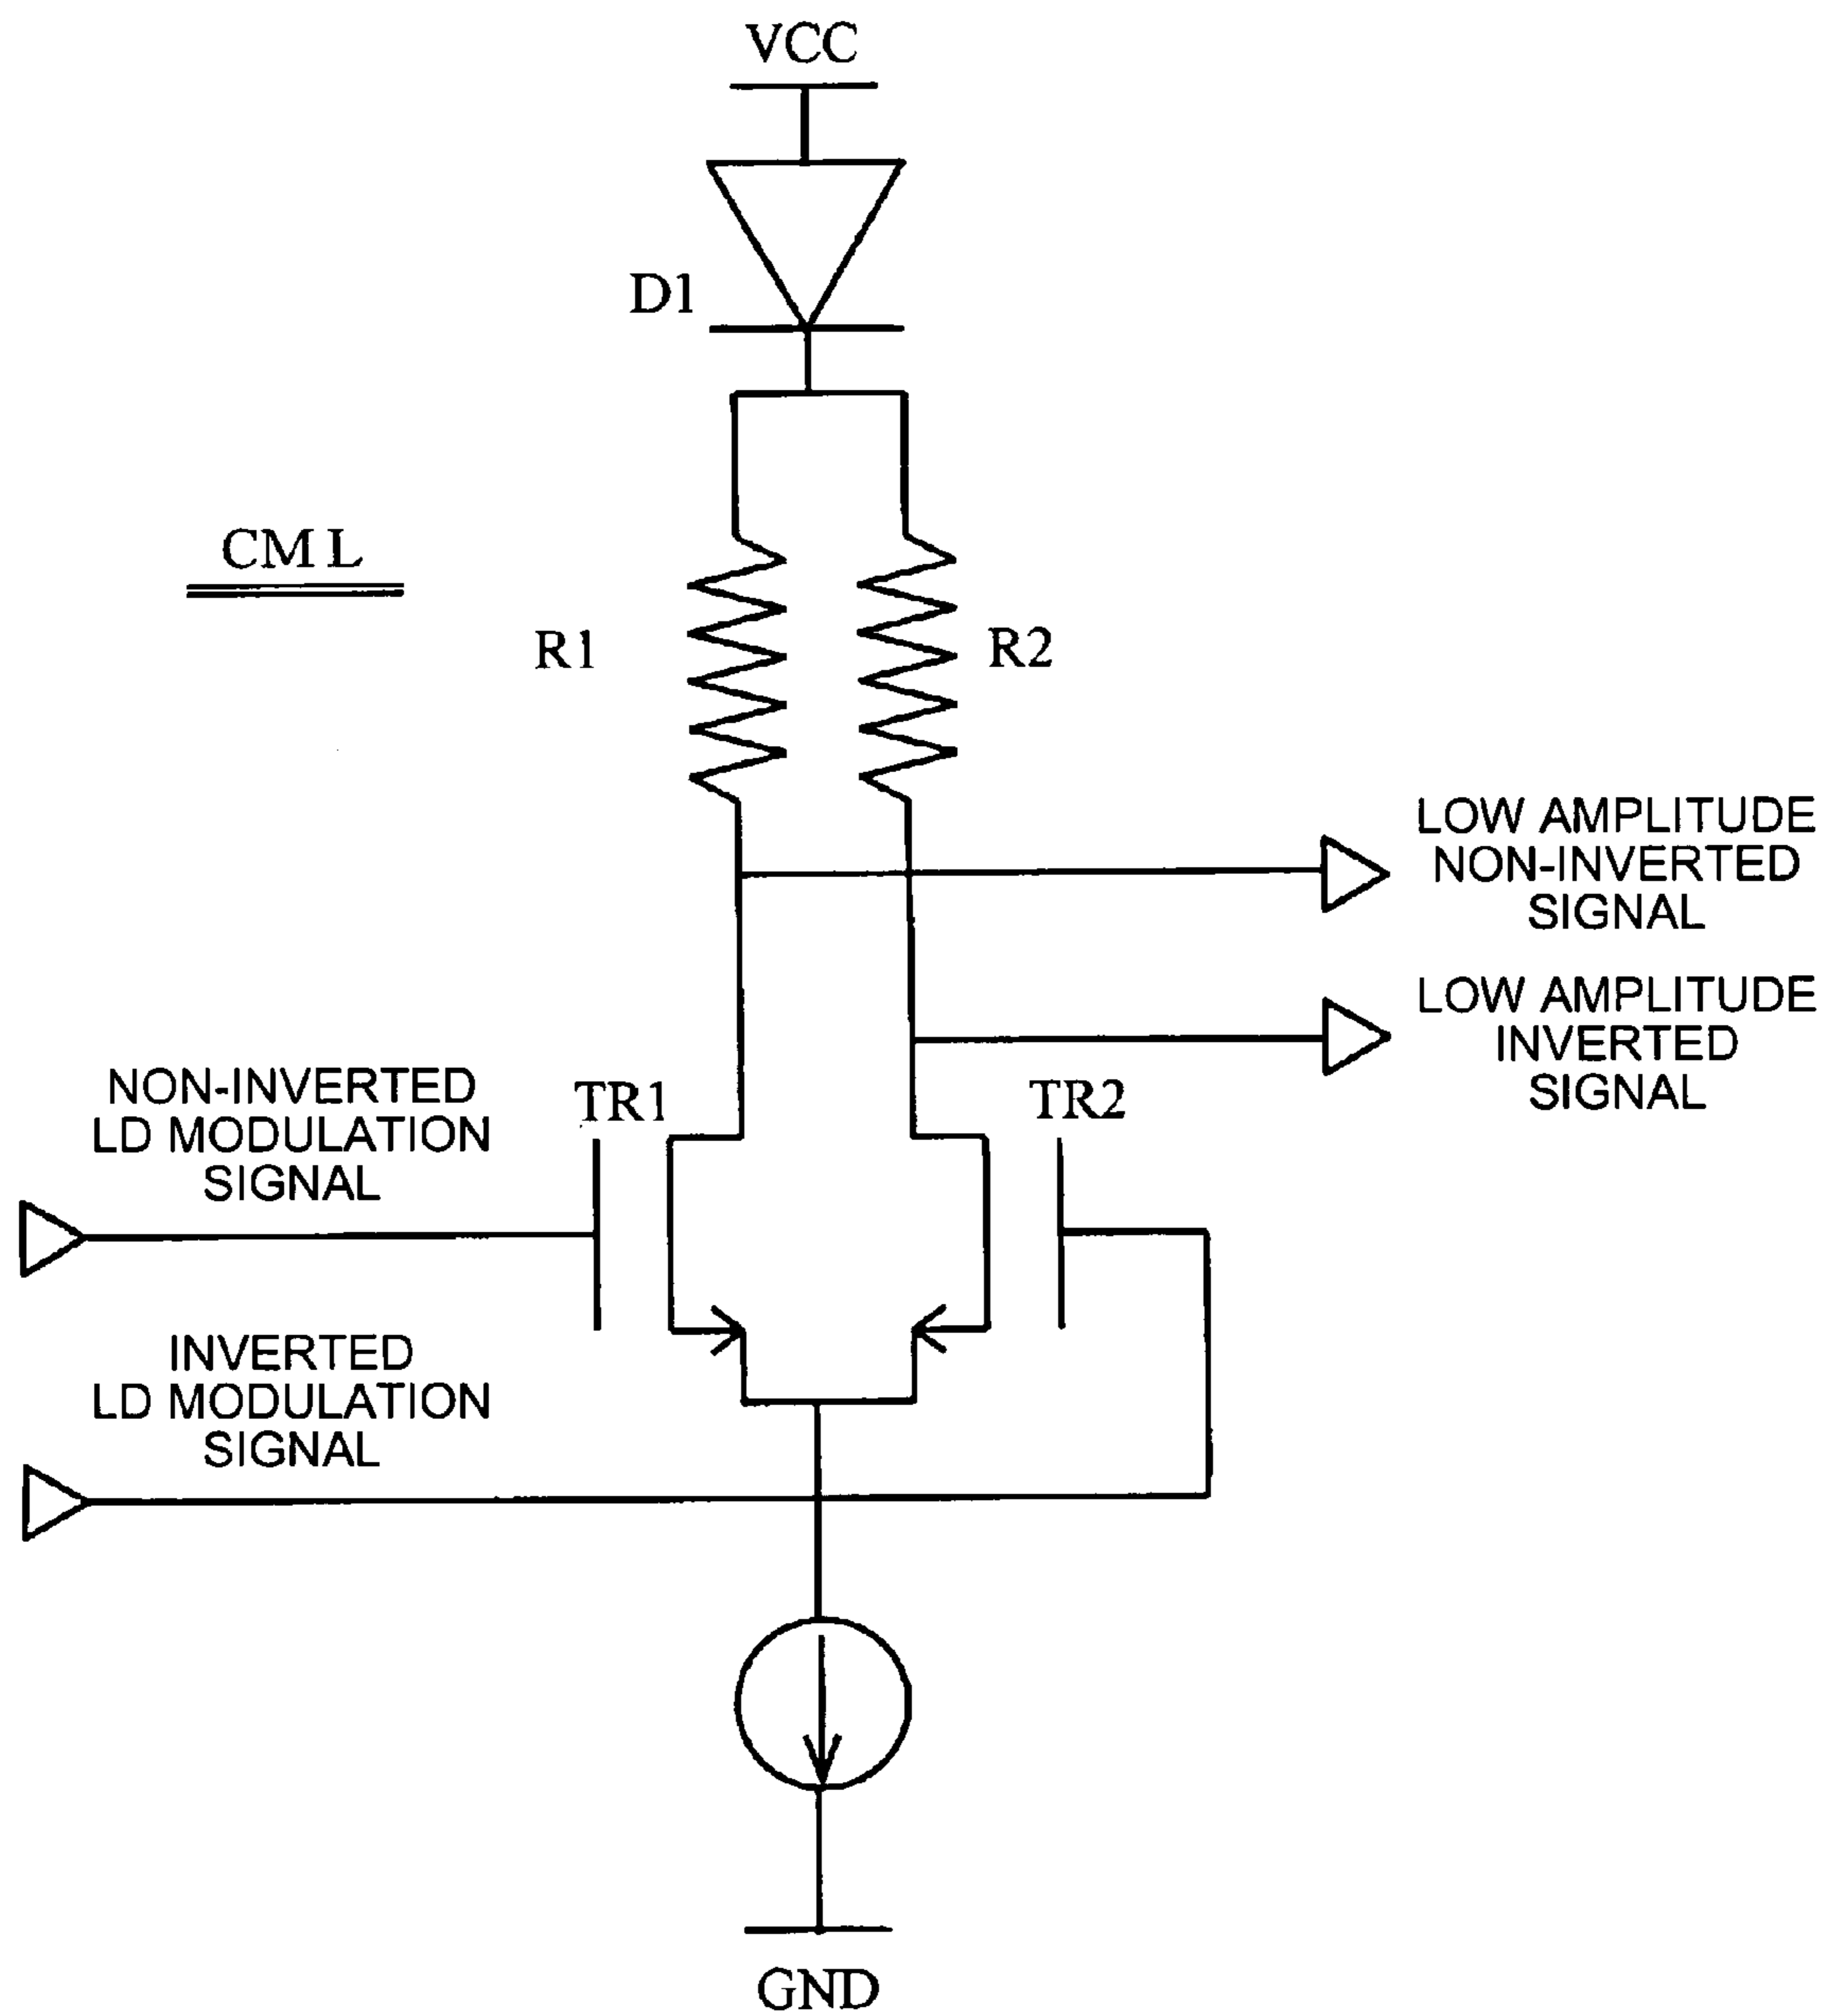 VCC
D1
CML
R1
R2
LOW AMPLITUDE
NON-INVERTED
SIGNAL
LOW AMPLITUDE
INVERTED
SIGNAL
NON-INVERTED
LD MODULATION
SIGNAL
TR1
TR2
INVERTED
LD MODULATION
SIGNAL
GND